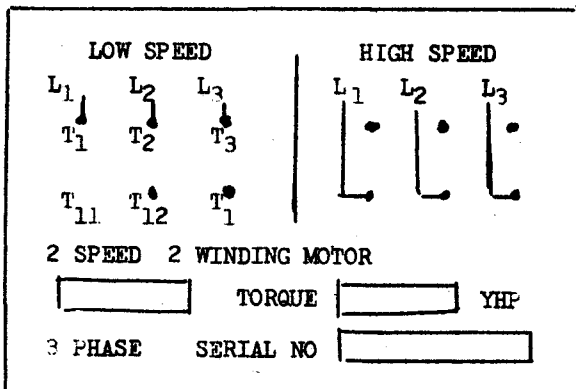 LOW SPEED
HIGH SPEED
L1 L2 L3
L1 L2 L3
T1 T2 T3
T11 T12 T1
2 SPEED 2 WINDING MOTOR
TORQUE YHP
3 PHASE SERIAL NO